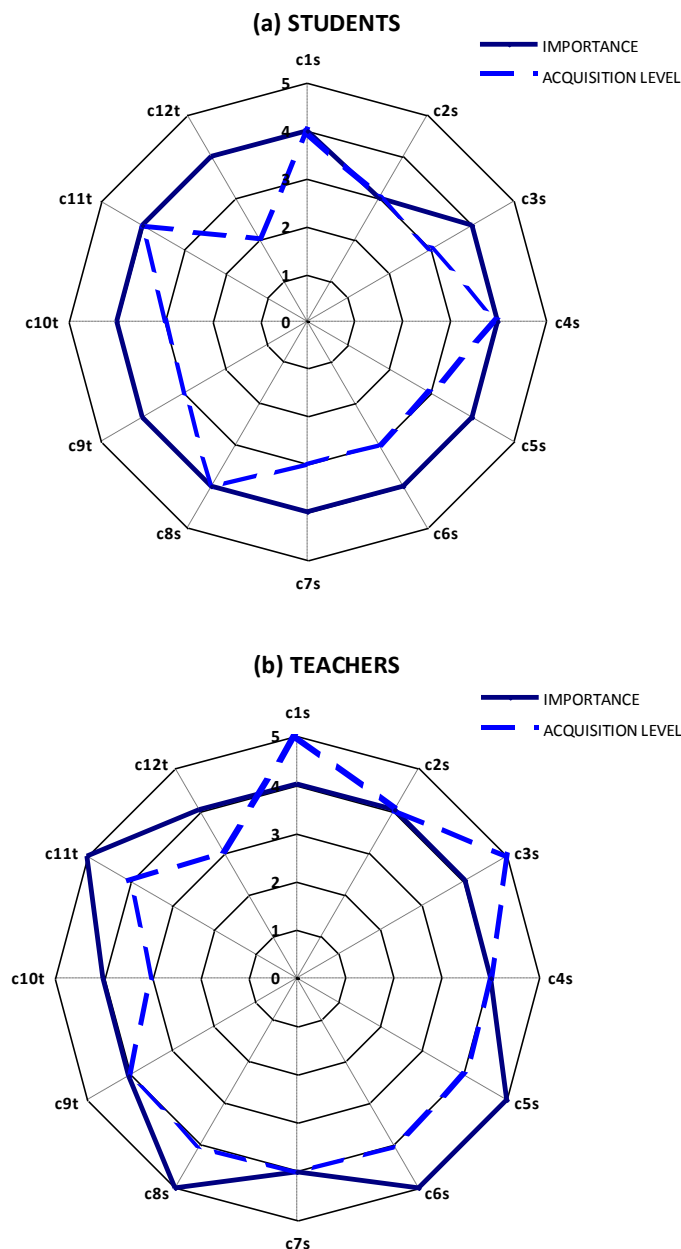 (a) STUDENTS
IMPORTANCE
ACQUISITION LEVEL
c1s
c2s
c3s
c4s
c5s
c6s
c7s
c8s
c9t
c10t
c11t
c12t
5
4
3
2
1
0
(b) TEACHERS
IMPORTANCE
ACQUISITION LEVEL
c1s
c2s
c3s
c4s
c5s
c6s
c7s
c8s
c9t
c10t
c11t
c12t
5
4
3
2
1
0